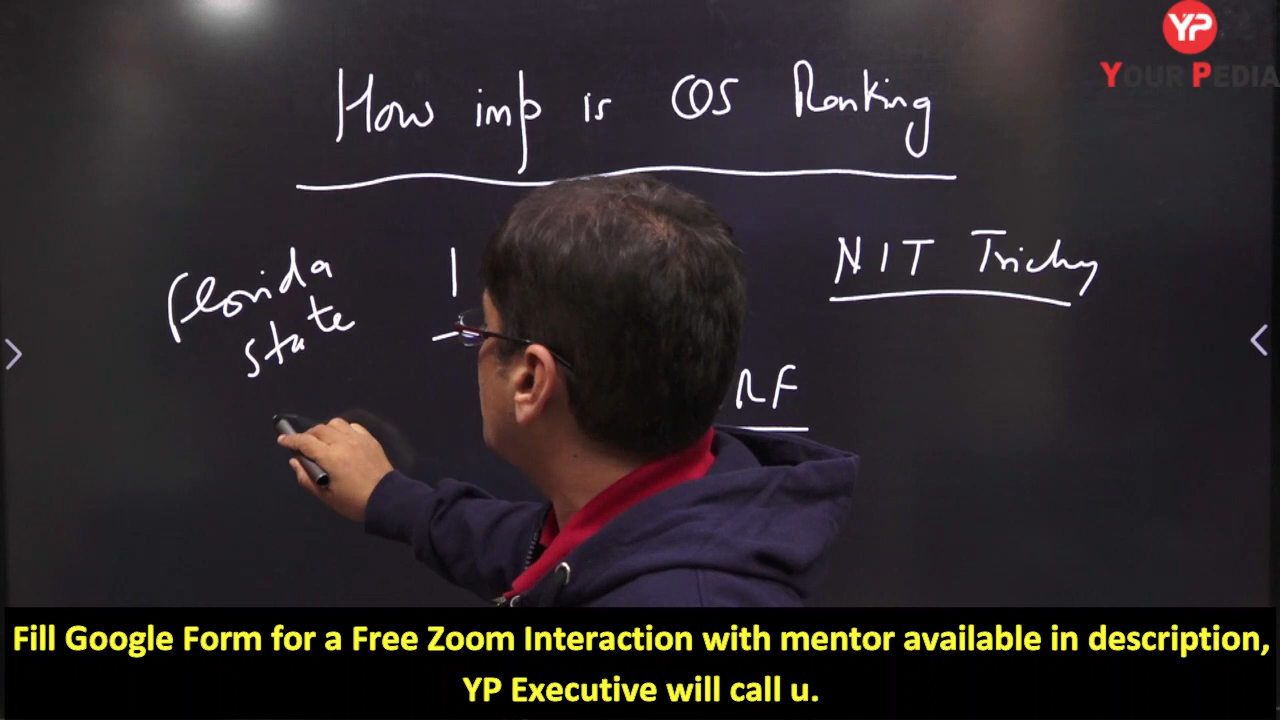 YP
YOUR PEDIA
How imp is QS Ranking
Florida
state
1
NIT Trichy
RF
Fill Google Form for a Free Zoom Interaction with mentor available in description,
YP Executive will call u.